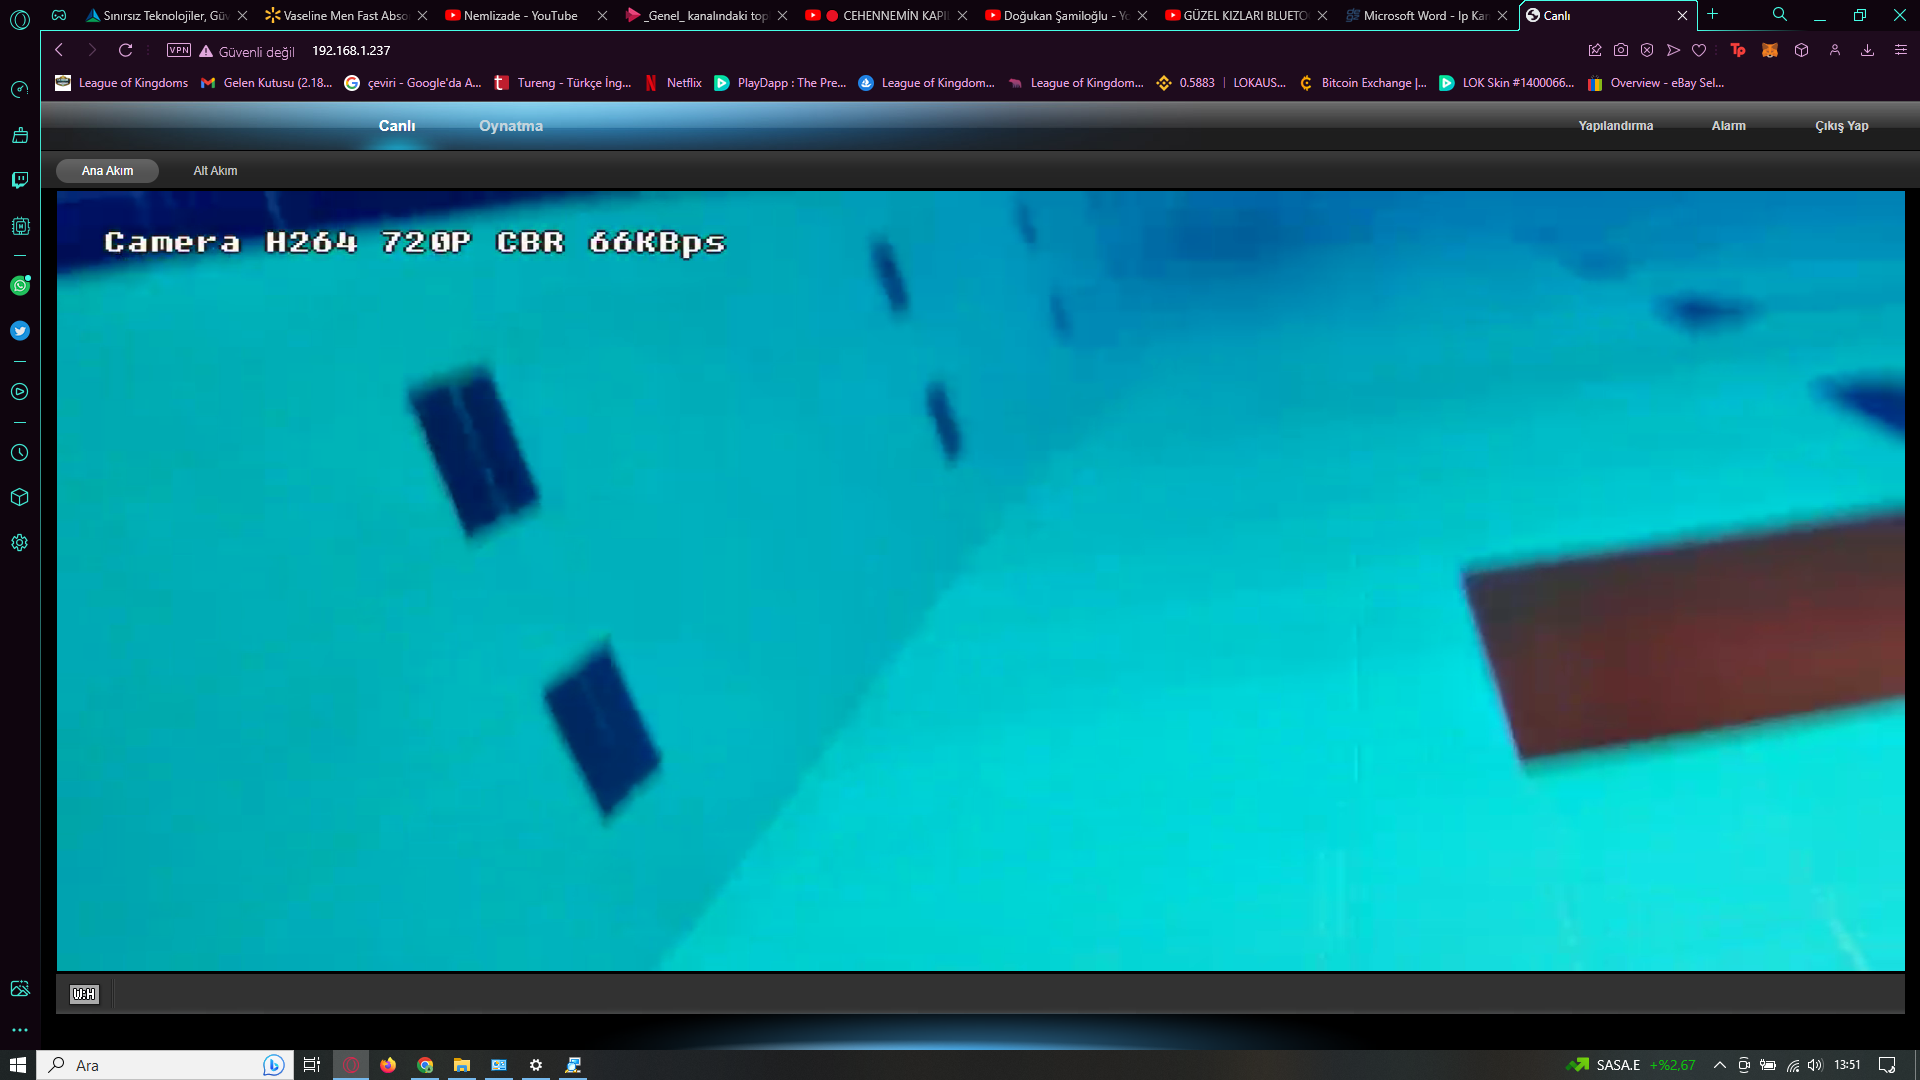 Sınırsız Teknolojiler, Güv
Vaseline Men Fast Abso
Nemlizade - YouTube
_Genel_ kanalındaki top
CEHENNEMİN KAPI
Doğukan Şamiloğlu - Yo
GÜZEL KIZLARI BLUETO
Microsoft Word - Ip Kam
Canlı
VPN
Güvenli değil
192.168.1.237
Tp
League of Kingdoms
Gelen Kutusu (2.18...
çeviri - Google'da A...
Tureng - Türkçe İng...
Netflix
PlayDapp : The Pre...
League of Kingdom...
League of Kingdom...
0.5883 | LOKAUS...
Bitcoin Exchange |...
LOK Skin #1400066...
Overview - eBay Sel...
Canlı
Oynatma
Yapılandırma
Alarm
Çıkış Yap
Ana Akım
Alt Akım
Camera H264 720P CBR 66KBps
W:H
Ara
SASA.E +%2,67
13:51